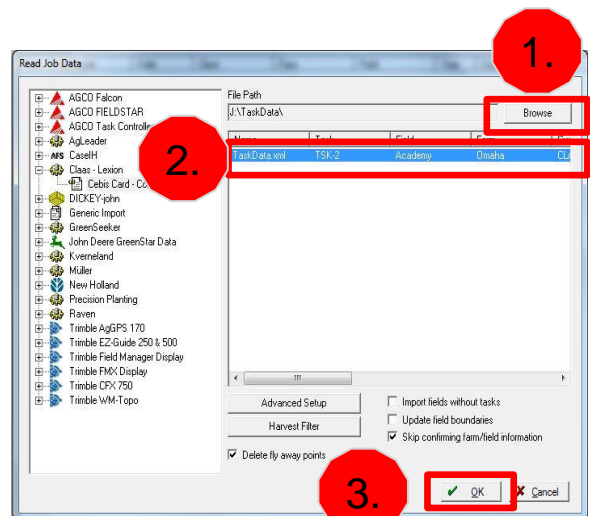 1.
Read Job Data
AGCO Falcon
AGCO FIELDSTAR
AGCO Task Controlle
AgLeader
AFS CaseIH
Claas - Lexion
Cebis Card - Co
DICKEY-john
Generic Import
GreenSeeker
John Deere GreenStar Data
Kverneland
Müller
New Holland
Precision Planting
Raven
Trimble AgGPS 170
Trimble EZ-Guide 250 & 500
Trimble Field Manager Display
Trimble FMX Display
Trimble CFX 750
Trimble WM-Topo
File Path
J:\TaskData\
Browse
2.
TaskData.xml TSK-2 Academy Omaha CLA
Advanced Setup
Harvest Filter
Import fields without tasks
Update field boundaries
Skip confirming farm/field information
Delete fly away points
3.
OK
Cancel